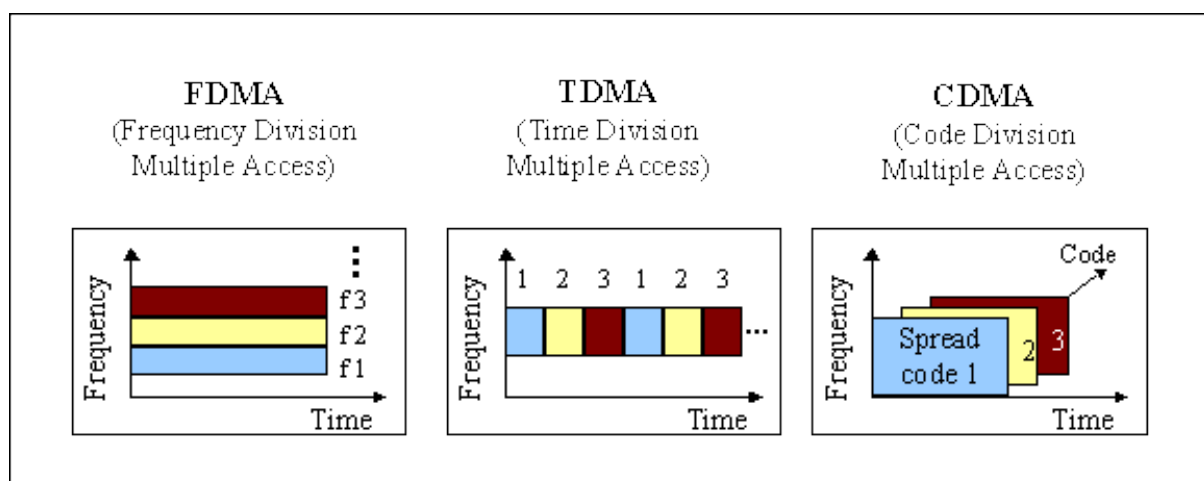 FDMA
(Frequency Division
Multiple Access)
TDMA
(Time Division
Multiple Access)
CDMA
(Code Division
Multiple Access)
Frequency
f3
f2
f1
Time
Frequency
1 2 3 1 2 3
...
Time
Frequency
Code
Spread
code 1
2
3
Time